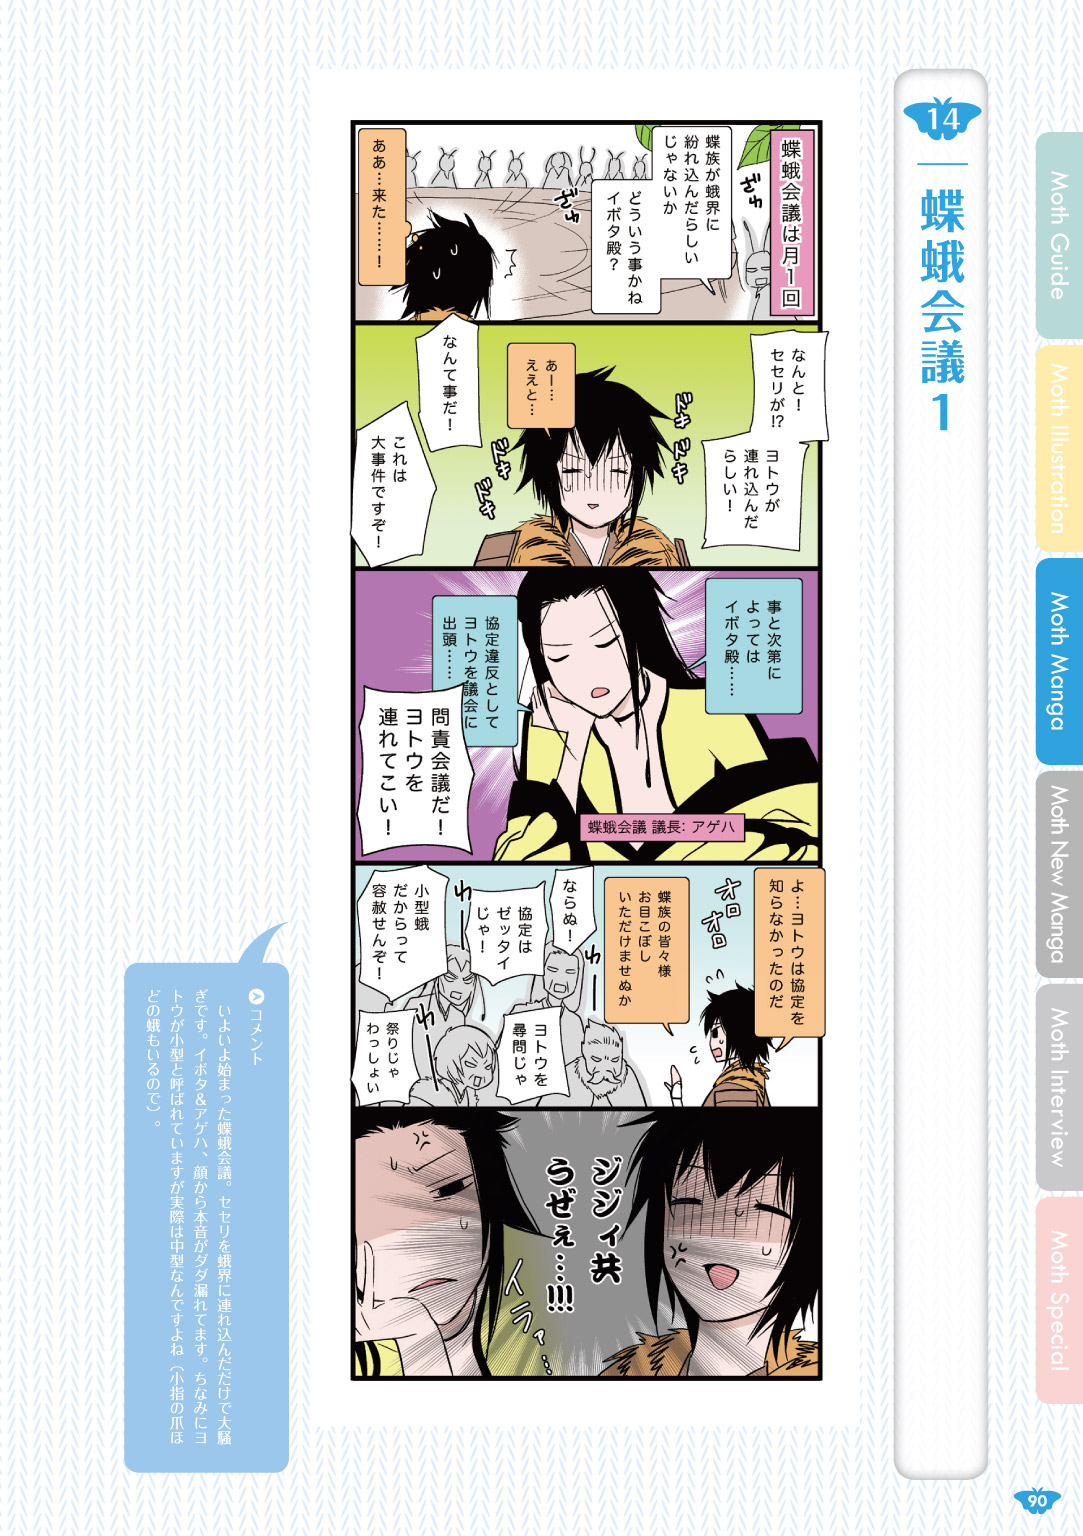 14
蝶蛾会議1
Moth Guide
Moth Illustration
Moth Manga
Moth New Manga
Moth Interview
Moth Special
蝶蛾会議は月1回
ざゎ
蝶族が蛾界に
紛れ込んだらしい
じゃないか
どういう事かね
イボタ殿?
ざゎ
ああ…来た……!
なんと!
セセリが!?
ヨトウが
連れ込んだ
らしい!
ドキ
ドキ
あー…
ええと…
ドキ
ドキ
なんて事だ!
これは
大事件ですぞ!
事と次第に
よっては
イボタ殿……
協定違反として
ヨトウを議会に
出頭……
問責会議だ!
ヨトウを
連れてこい!
蝶蛾会議 議長: アゲハ
よ…ヨトウは協定を
知らなかったのだ
オロ
オロ
蝶族の皆々様
お目こぼし
いただけませぬか
ならぬ!
わー
協定は
ゼッタイ
じゃ!
わー
小型蛾
だからって
容赦せんぞ!
ヨトウを
尋問じゃ
わー
祭りじゃ
わっしょい
ジジィ共
うぜぇ…!!!
イラァ…
コメント
いよいよ始まった蝶蛾会議。セセリを蛾界に連れ込んだだけで大騒
ぎです。イボタ&アゲハ、顔から本音がダダ漏れてます。ちなみにヨ
トウが小型と呼ばれていますが実際は中型なんですよね(小指の爪ほ
どの蛾もいるので)。
90